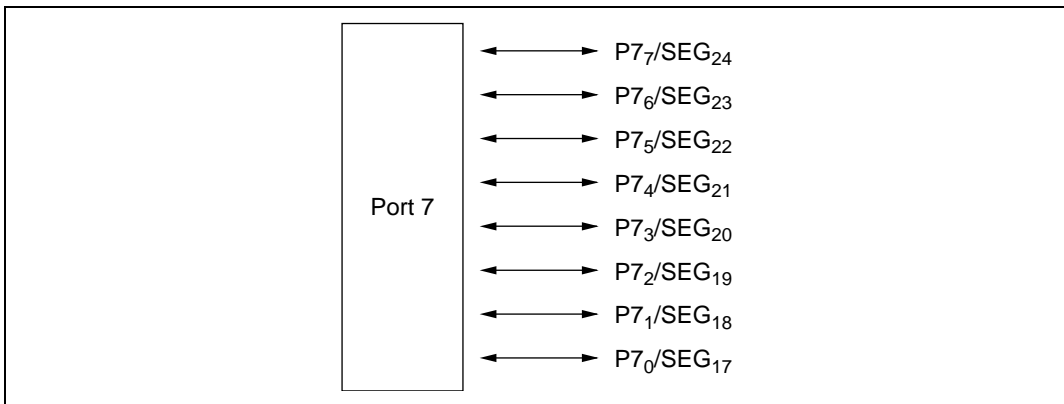 P7₇/SEG₂₄
P7₆/SEG₂₃
P7₅/SEG₂₂
P7₄/SEG₂₁
Port 7
P7₃/SEG₂₀
P7₂/SEG₁₉
P7₁/SEG₁₈
P7₀/SEG₁₇